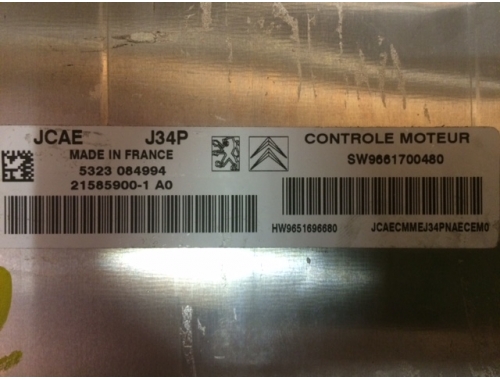 JCAE J34P
MADE IN FRANCE
5323 084994
21585900-1 A0
CONTROLE MOTEUR
SW9661700480
HW9651696680 JCAECMMEJ34PNAECEM0